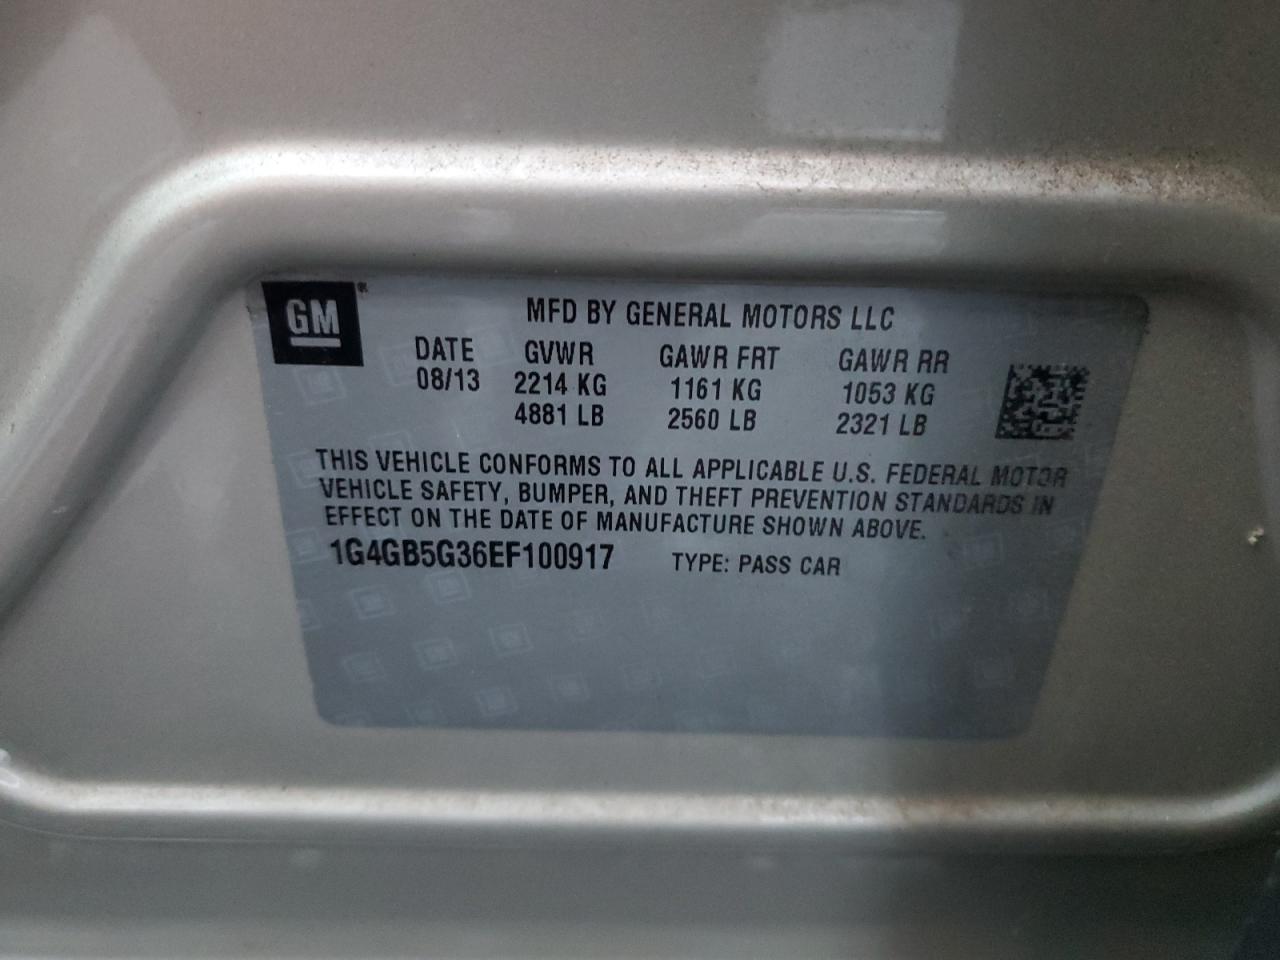 GM®
MFD BY GENERAL MOTORS LLC
DATE GVWR GAWR FRT GAWR RR
08/13 2214 KG 1161 KG 1053 KG
4881 LB 2560 LB 2321 LB
THIS VEHICLE CONFORMS TO ALL APPLICABLE U.S. FEDERAL MOTOR
VEHICLE SAFETY, BUMPER, AND THEFT PREVENTION STANDARDS IN
EFFECT ON THE DATE OF MANUFACTURE SHOWN ABOVE.
1G4GB5G36EF100917 TYPE: PASS CAR